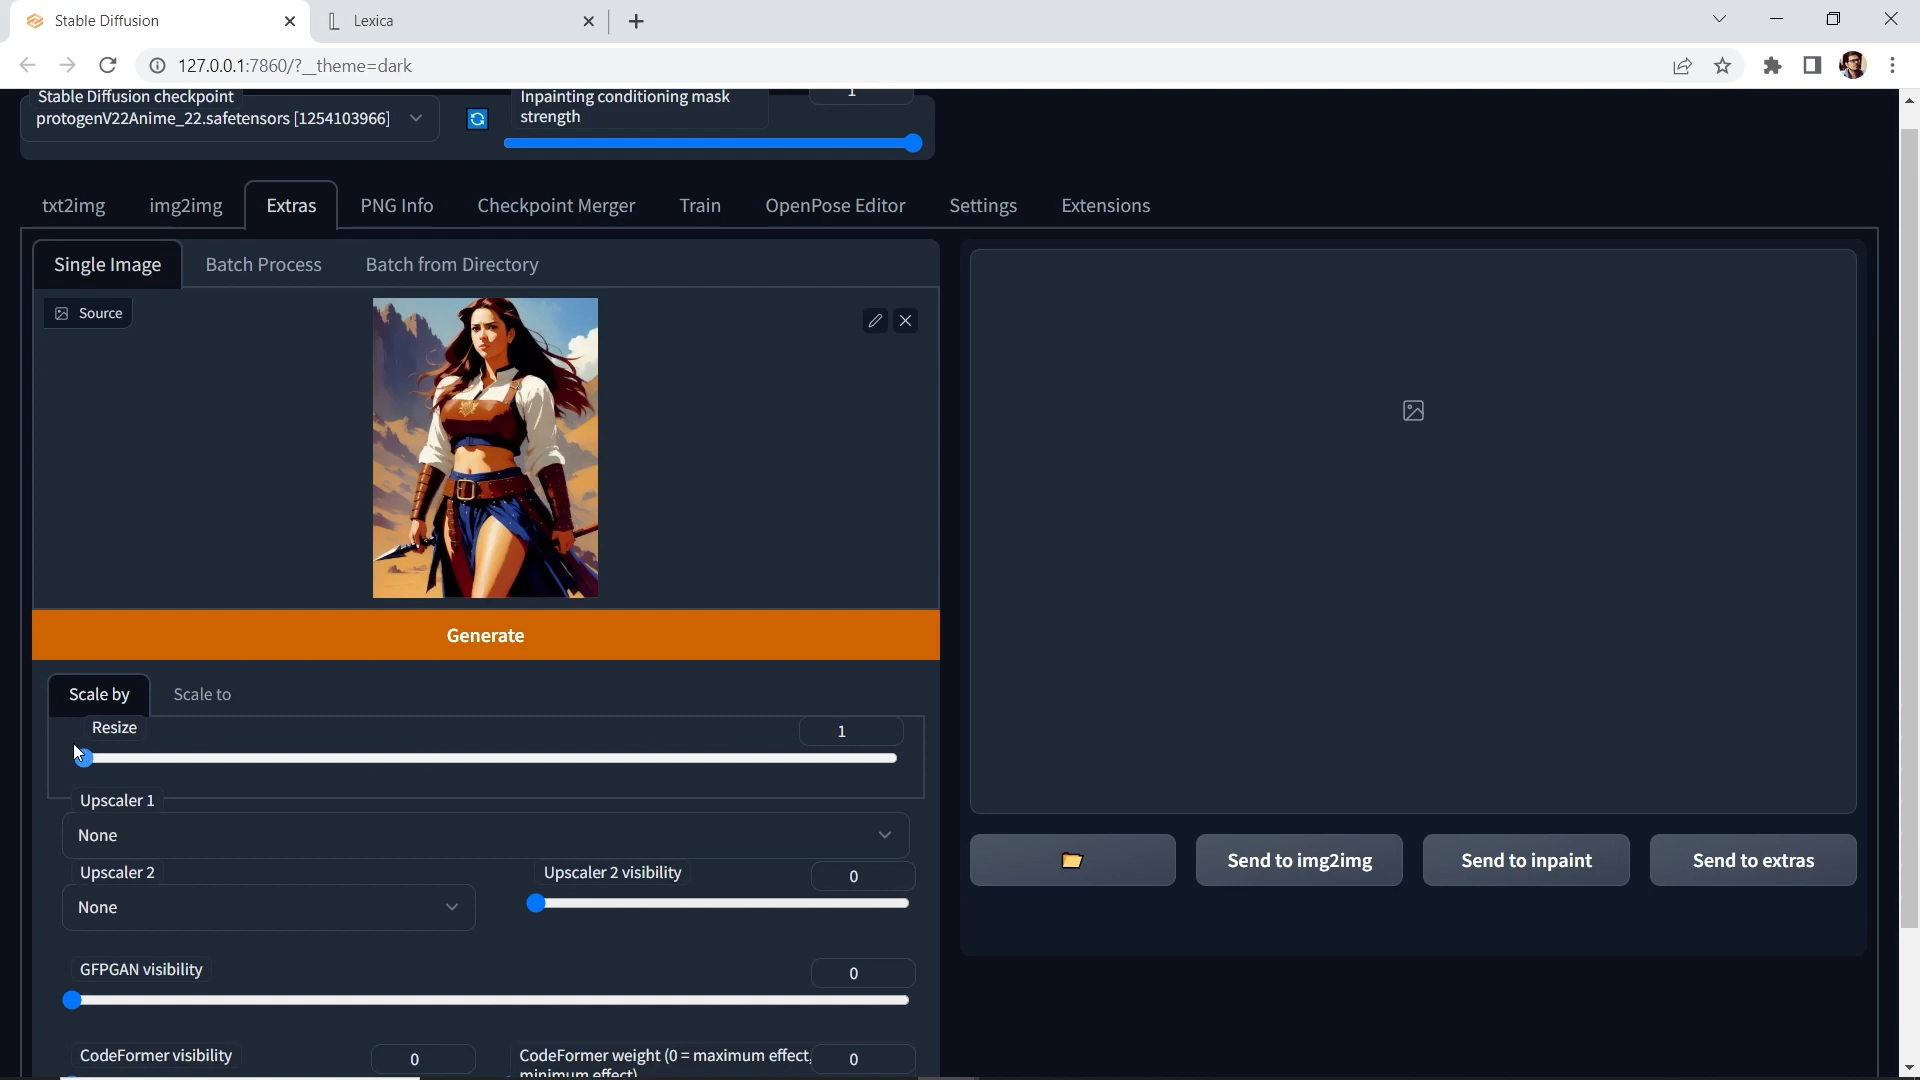 Stable Diffusion
Lexica
127.0.0.1:7860/?__theme=dark
Stable Diffusion checkpoint
protogenV22Anime_22.safetensors [1254103966]
Inpainting conditioning mask
strength
1
txt2img
img2img
Extras
PNG Info
Checkpoint Merger
Train
OpenPose Editor
Settings
Extensions
Single Image
Batch Process
Batch from Directory
Source
Generate
Scale by
Scale to
Resize
1
Upscaler 1
None
Upscaler 2
None
Upscaler 2 visibility
0
GFPGAN visibility
0
CodeFormer visibility
0
CodeFormer weight (0 = maximum effect,
minimum effect)
0
Send to img2img
Send to inpaint
Send to extras